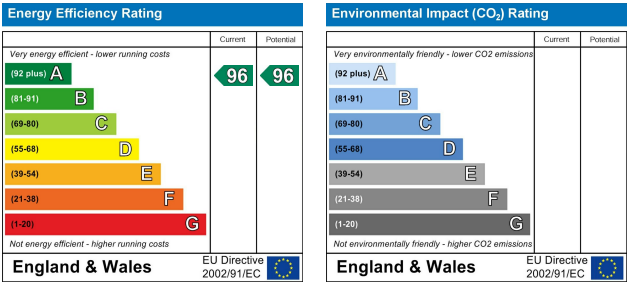 Energy Efficiency Rating
Current Potential
Very energy efficient - lower running costs
(92 plus) A 96 96
(81-91) B
(69-80) C
(55-68) D
(39-54) E
(21-38) F
(1-20) G
Not energy efficient - higher running costs
England & Wales
EU Directive
2002/91/EC
Environmental Impact (CO₂) Rating
Current Potential
Very environmentally friendly - lower CO2 emissions
(92 plus) A
(81-91) B
(69-80) C
(55-68) D
(39-54) E
(21-38) F
(1-20) G
Not environmentally friendly - higher CO2 emissions
England & Wales
EU Directive
2002/91/EC